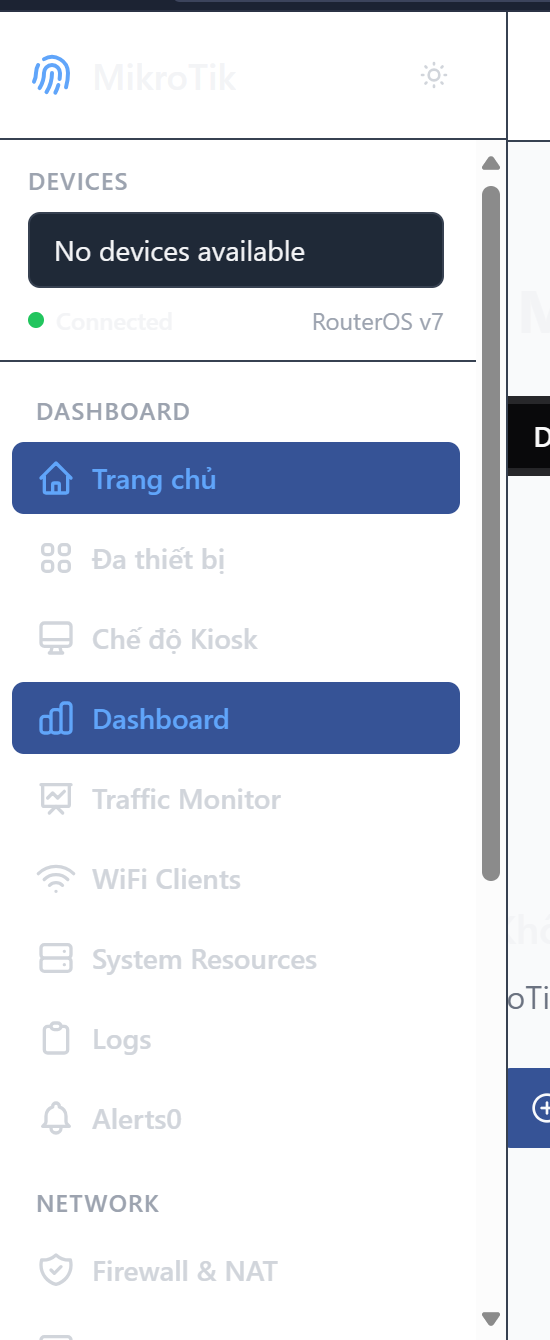 MikroTik
DEVICES
No devices available
Connected
RouterOS v7
DASHBOARD
Trang chủ
Đa thiết bị
Chế độ Kiosk
Dashboard
Traffic Monitor
WiFi Clients
System Resources
Logs
Alerts0
NETWORK
Firewall & NAT